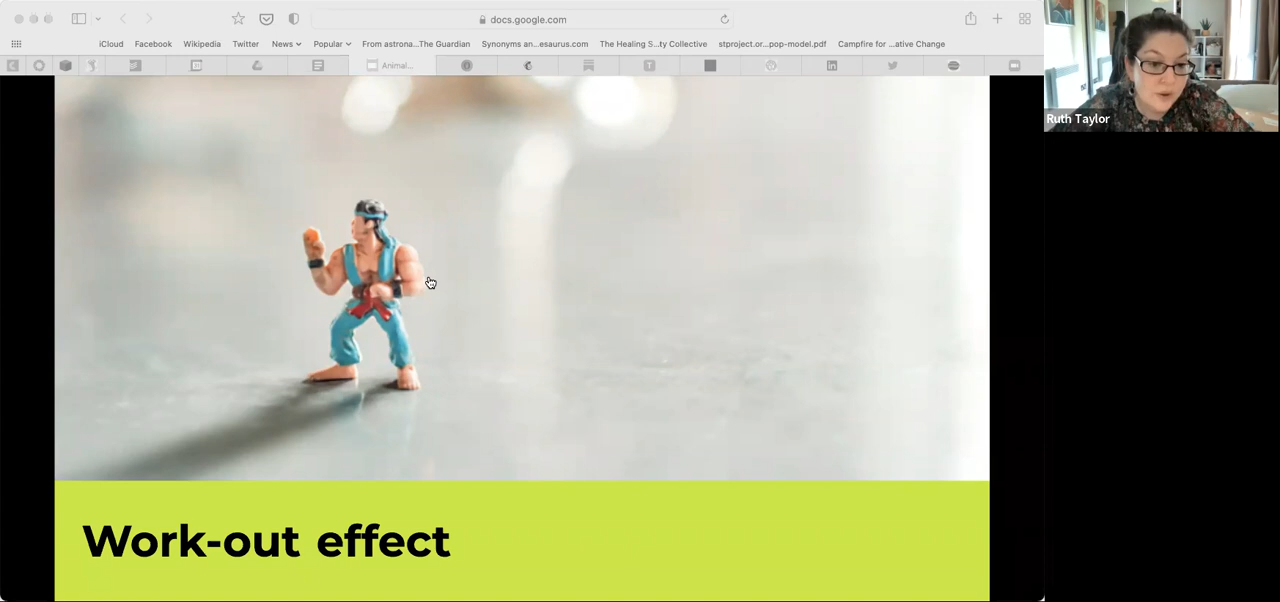 docs.google.com
iCloud Facebook Wikipedia Twitter News Popular From astrona...The Guardian Synonyms an...esaurus.com The Healing S...ty Collective stproject.or...pop-model.pdf Campfire for ...ative Change
Animal...
Ruth Taylor
Work-out effect